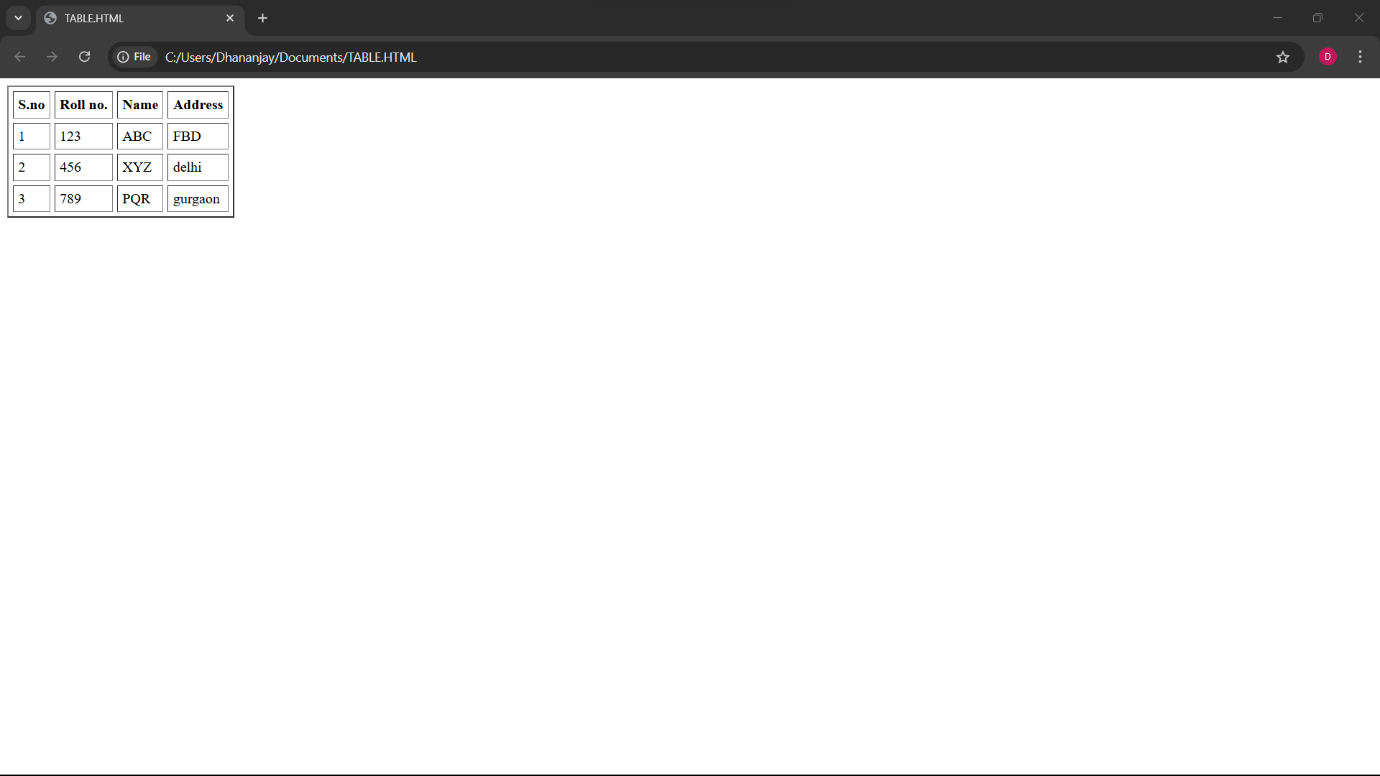 TABLE.HTML
File C:/Users/Dhananjay/Documents/TABLE.HTML D
S.no Roll no. Name Address
1 123 ABC FBD
2 456 XYZ delhi
3 789 PQR gurgaon